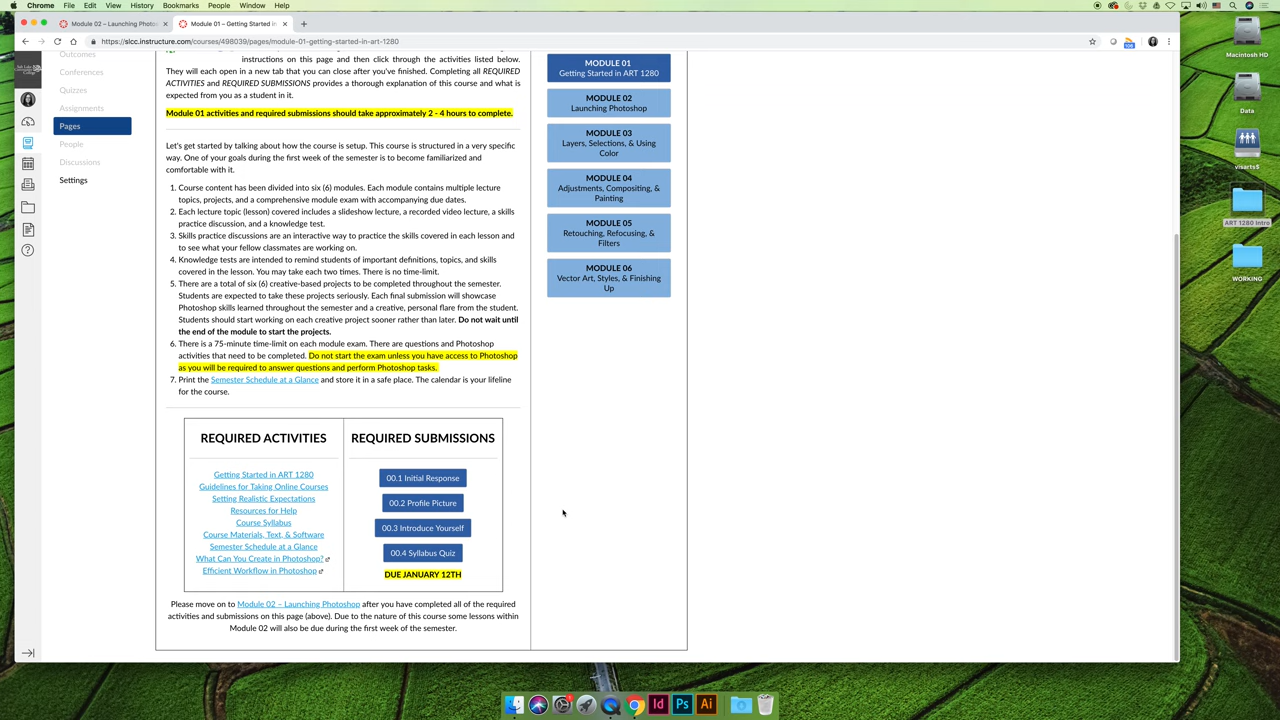 Chrome File Edit View History Bookmarks People Window Help
Module 02 – Launching Photos
Module 01 – Getting Started in
https://slcc.instructure.com/courses/498039/pages/module-01-getting-started-in-art-1280
Outcomes
Conferences
Quizzes
Assignments
Pages
People
Discussions
Settings
instructions on this page and then click through the activities listed below.
They will each open in a new tab that you can close after you've finished. Completing all REQUIRED
ACTIVITIES and REQUIRED SUBMISSIONS provides a thorough explanation of this course and what is
expected from you as a student in it.
Module 01 activities and required submissions should take approximately 2 - 4 hours to complete.
Let's get started by talking about how the course is setup. This course is structured in a very specific
way. One of your goals during the first week of the semester is to become familiarized and
comfortable with it.
1. Course content has been divided into six (6) modules. Each module contains multiple lecture
topics, projects, and a comprehensive module exam with accompanying due dates.
2. Each lecture topic (lesson) covered includes a slideshow lecture, a recorded video lecture, a skills
practice discussion, and a knowledge test.
3. Skills practice discussions are an interactive way to practice the skills covered in each lesson and
to see what your fellow classmates are working on.
4. Knowledge tests are intended to remind students of important definitions, topics, and skills
covered in the lesson. You may take each two times. There is no time-limit.
5. There are a total of six (6) creative-based projects to be completed throughout the semester.
Students are expected to take these projects seriously. Each final submission will showcase
Photoshop skills learned throughout the semester and a creative, personal flare from the student.
Students should start working on each creative project sooner rather than later. Do not wait until
the end of the module to start the projects.
6. There is a 75-minute time-limit on each module exam. There are questions and Photoshop
activities that need to be completed. Do not start the exam unless you have access to Photoshop
as you will be required to answer questions and perform Photoshop tasks.
7. Print the Semester Schedule at a Glance and store it in a safe place. The calendar is your lifeline
for the course.
REQUIRED ACTIVITIES
Getting Started in ART 1280
Guidelines for Taking Online Courses
Setting Realistic Expectations
Resources for Help
Course Syllabus
Course Materials, Text, & Software
Semester Schedule at a Glance
What Can You Create in Photoshop?
Efficient Workflow in Photoshop
REQUIRED SUBMISSIONS
00.1 Initial Response
00.2 Profile Picture
00.3 Introduce Yourself
00.4 Syllabus Quiz
DUE JANUARY 12TH
Please move on to Module 02 – Launching Photoshop after you have completed all of the required
activities and submissions on this page (above). Due to the nature of this course some lessons within
Module 02 will also be due during the first week of the semester.
MODULE 01
Getting Started in ART 1280
MODULE 02
Launching Photoshop
MODULE 03
Layers, Selections, & Using
Color
MODULE 04
Adjustments, Compositing, &
Painting
MODULE 05
Retouching, Refocusing, &
Filters
MODULE 06
Vector Art, Styles, & Finishing
Up
Macintosh HD
Data
visarts5
ART 1280 Intro
WORKING
Id
Ps
Ai